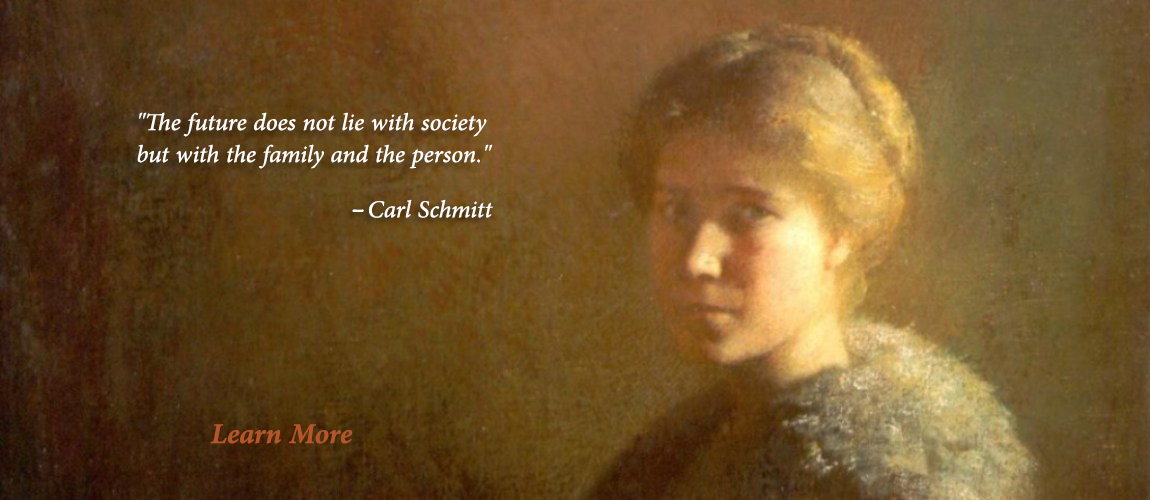 "The future does not lie with society
but with the family and the person."
– Carl Schmitt
Learn More